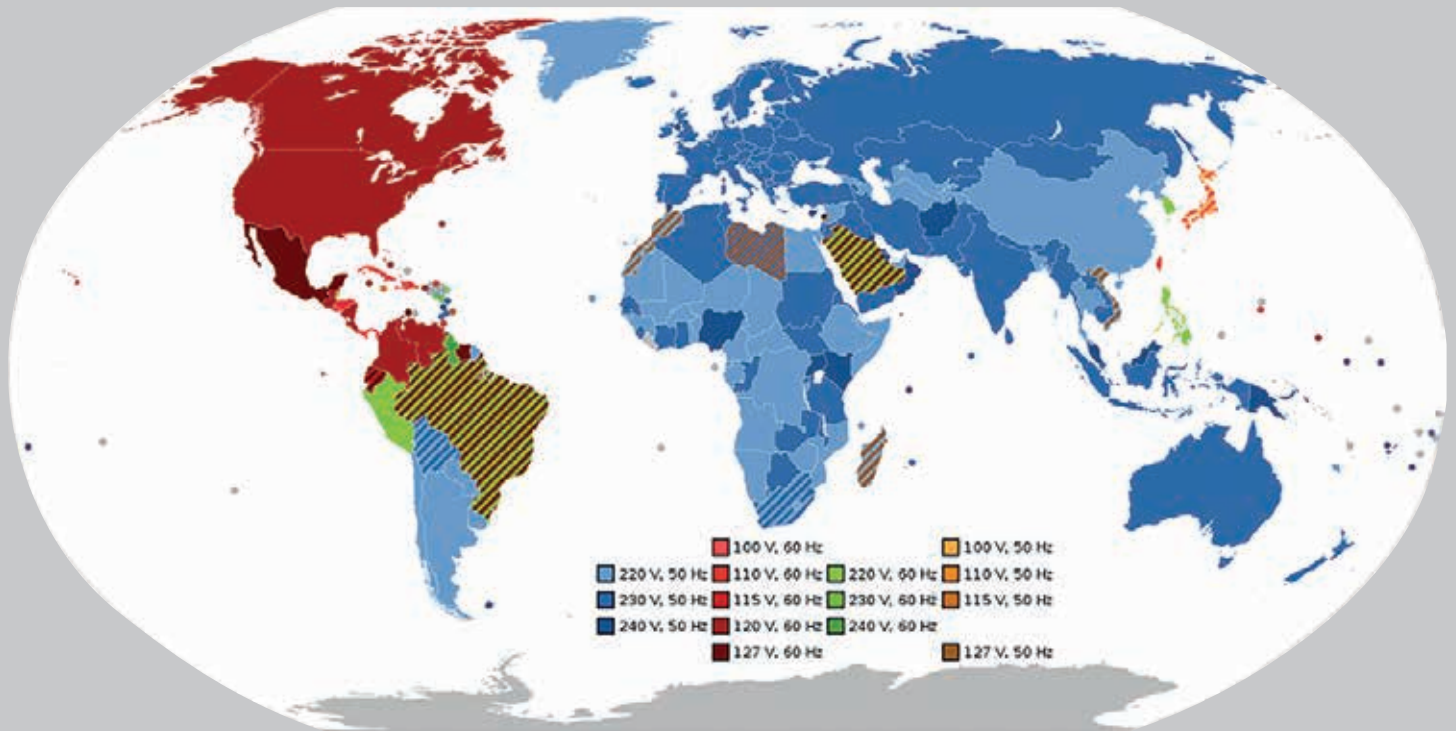 100 V, 60 Hz 100 V, 50 Hz
220 V, 50 Hz 110 V, 60 Hz 220 V, 60 Hz 110 V, 50 Hz
230 V, 50 Hz 115 V, 60 Hz 230 V, 60 Hz 115 V, 50 Hz
240 V, 50 Hz 120 V, 60 Hz 240 V, 60 Hz
127 V, 60 Hz 127 V, 50 Hz